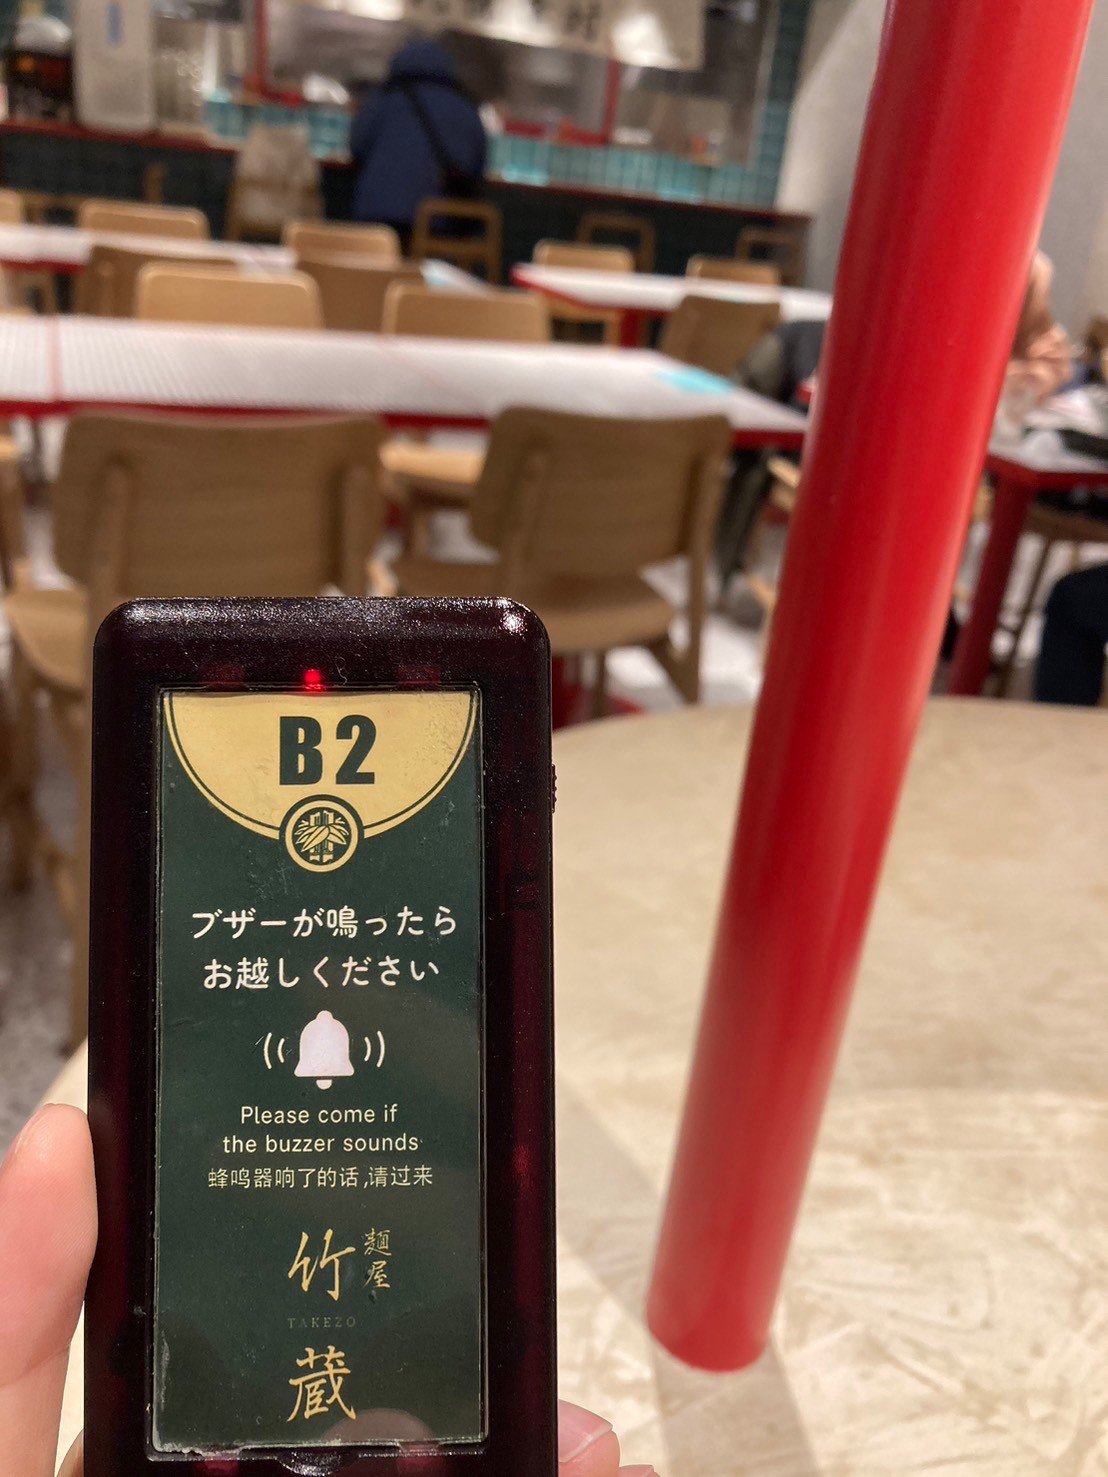 B2
ブザーが鳴ったら
お越しください
Please come if
the buzzer sounds
蜂鸣器响了的话,请过来
麺屋
竹
TAKEZO
蔵